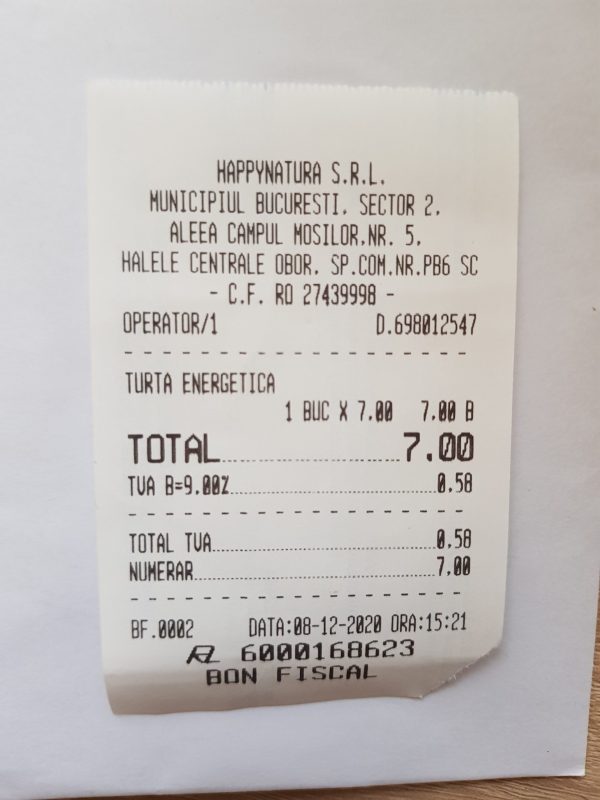 HAPPYNATURA S.R.L.
MUNICIPIUL BUCURESTI, SECTOR 2,
ALEEA CAMPUL MOSILOR,NR. 5,
HALELE CENTRALE OBOR, SP.COM.NR.PB6 SC
- C.F. RO 27439998 -
OPERATOR/1 D.698012547
TURTA ENERGETICA
1 BUC X 7.00 7.00 B
TOTAL 7.00
TVA B=9.00% 0.58
TOTAL TVA 0.58
NUMERAR 7.00
BF.0002 DATA:08-12-2020 ORA:15:21
6000168623
BON FISCAL